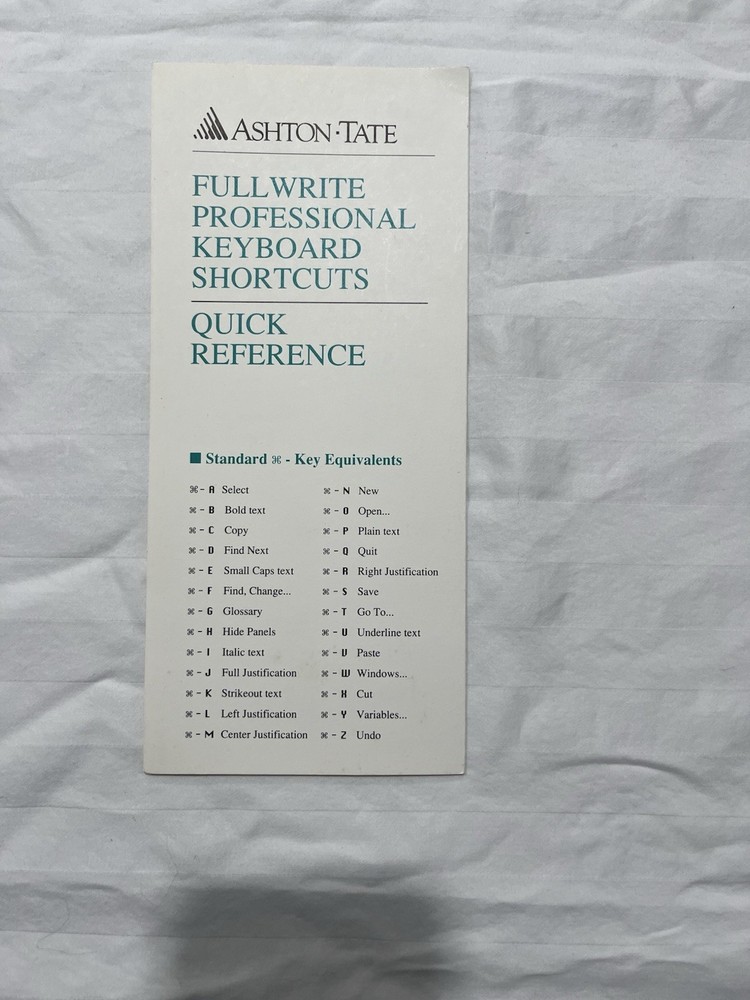 ASHTON·TATE
FULLWRITE
PROFESSIONAL
KEYBOARD
SHORTCUTS
QUICK
REFERENCE
■ Standard ⌘ - Key Equivalents
⌘ - A Select
⌘ - B Bold text
⌘ - C Copy
⌘ - D Find Next
⌘ - E Small Caps text
⌘ - F Find, Change...
⌘ - G Glossary
⌘ - H Hide Panels
⌘ - I Italic text
⌘ - J Full Justification
⌘ - K Strikeout text
⌘ - L Left Justification
⌘ - M Center Justification
⌘ - N New
⌘ - O Open...
⌘ - P Plain text
⌘ - Q Quit
⌘ - R Right Justification
⌘ - S Save
⌘ - T Go To...
⌘ - U Underline text
⌘ - V Paste
⌘ - W Windows...
⌘ - X Cut
⌘ - Y Variables...
⌘ - Z Undo